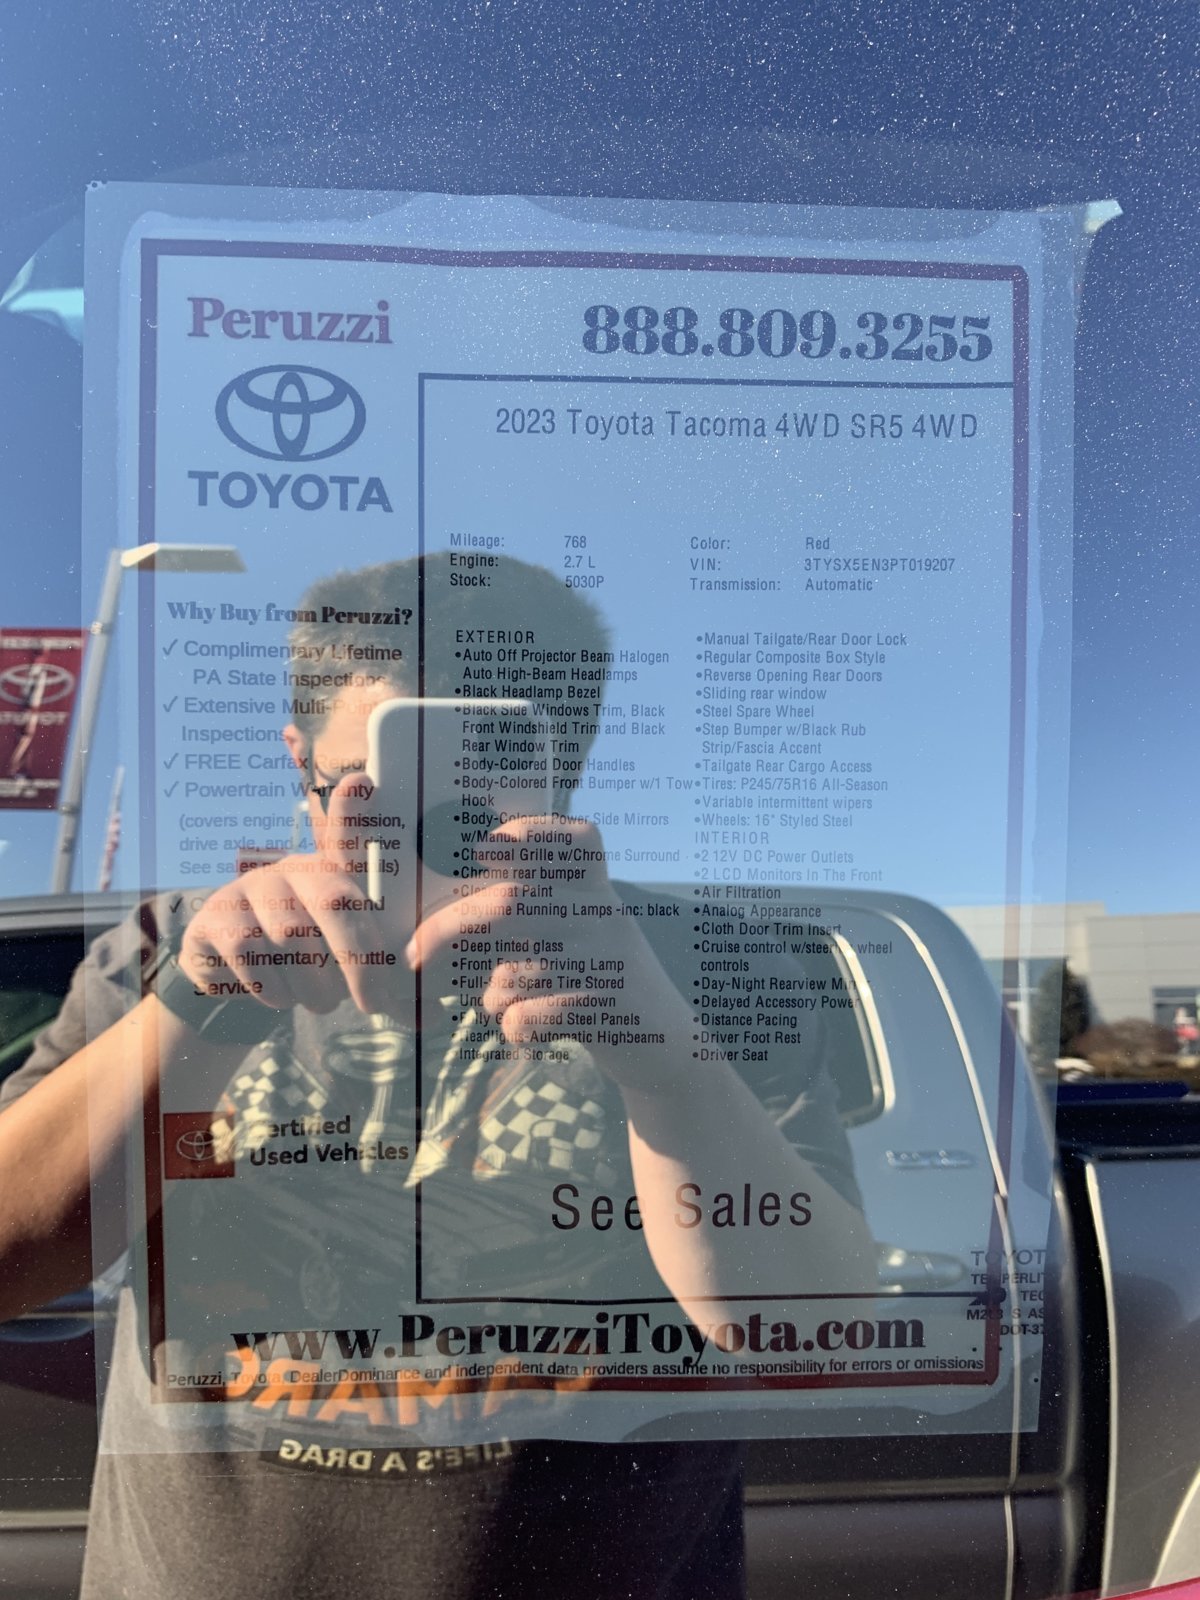 Peruzzi
TOYOTA
888.809.3255
2023 Toyota Tacoma 4WD SR5 4WD
Mileage: 768
Engine: 2.7 L
Stock: 5030P
Color: Red
VIN: 3TYSX5EN3PT019207
Transmission: Automatic
Why Buy from Peruzzi?
✓ Complimentary Lifetime
PA State Inspections
✓ Extensive Multi-Point
Inspections
✓ FREE Carfax Report
✓ Powertrain Warranty
(covers engine, transmission,
drive axle, and 4-wheel drive
See sales person for details)
✓ Convenient Weekend
Service Hours
✓ Complimentary Shuttle
Service
Certified
Used Vehicles
EXTERIOR
•Auto Off Projector Beam Halogen
Auto High-Beam Headlamps
•Black Headlamp Bezel
•Black Side Windows Trim, Black
Front Windshield Trim and Black
Rear Window Trim
•Body-Colored Door Handles
•Body-Colored Front Bumper w/1 Tow
Hook
•Body-Colored Power Side Mirrors
w/Manual Folding
•Charcoal Grille w/Chrome Surround
•Chrome rear bumper
•Clearcoat Paint
•Daytime Running Lamps -inc: black
bezel
•Deep tinted glass
•Front Fog & Driving Lamp
•Full-Size Spare Tire Stored
Underbody w/Crankdown
•Fully Galvanized Steel Panels
•Headlights-Automatic Highbeams
•Integrated Storage
•Manual Tailgate/Rear Door Lock
•Regular Composite Box Style
•Reverse Opening Rear Doors
•Sliding rear window
•Steel Spare Wheel
•Step Bumper w/Black Rub
Strip/Fascia Accent
•Tailgate Rear Cargo Access
•Tires: P245/75R16 All-Season
•Variable intermittent wipers
•Wheels: 16" Styled Steel
INTERIOR
•2 12V DC Power Outlets
•2 LCD Monitors In The Front
•Air Filtration
•Analog Appearance
•Cloth Door Trim Insert
•Cruise control w/steering wheel
controls
•Day-Night Rearview Mirror
•Delayed Accessory Power
•Distance Pacing
•Driver Foot Rest
•Driver Seat
See Sales
www.PeruzziToyota.com
Peruzzi, Toyota, DealerDominance and independent data providers assume no responsibility for errors or omissions
TOYOT
LIFE'S A DRAG